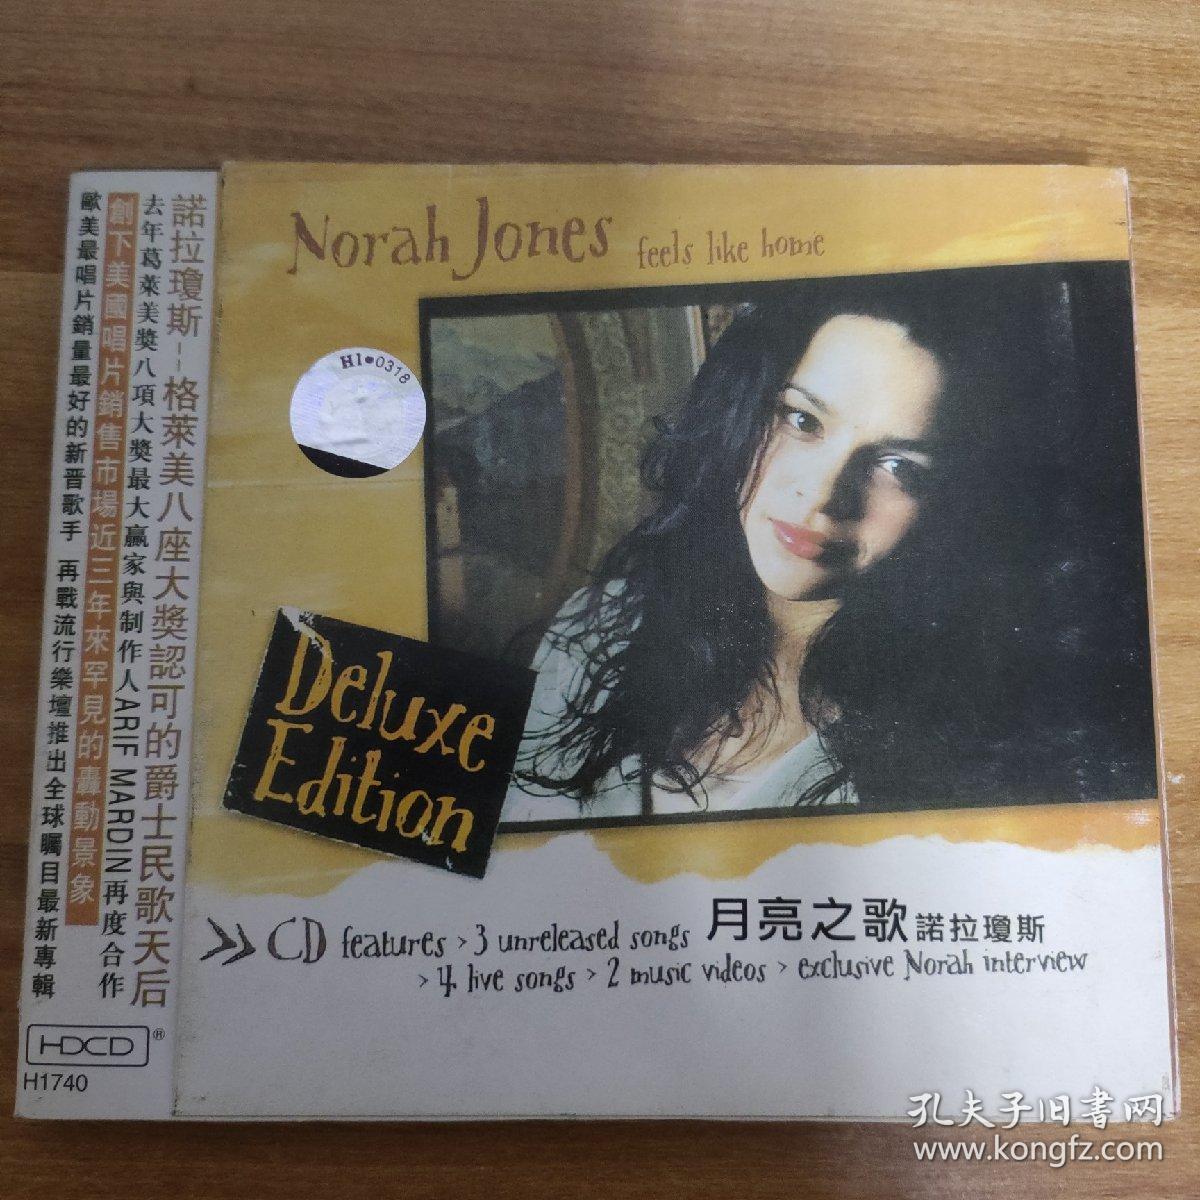 諾拉瓊斯--格萊美八座大獎認可的爵士民歌天后
去年葛萊美獎八項大獎最大贏家與制作人ARIF MARDIN再度合作
創下美國唱片銷售市場近三年來罕見的轟動景象
歐美最唱片銷量最好的新晋歌手 再戰流行樂壇推出全球矚目最新專輯
HDCD®
H1740
Norah Jones feels like home
H1•0318
Deluxe
Edition
>> CD features > 3 unreleased songs 月亮之歌 諾拉瓊斯
> 4 live songs > 2 music videos > exclusive Norah interview
孔夫子旧書网
www.kongfz.com